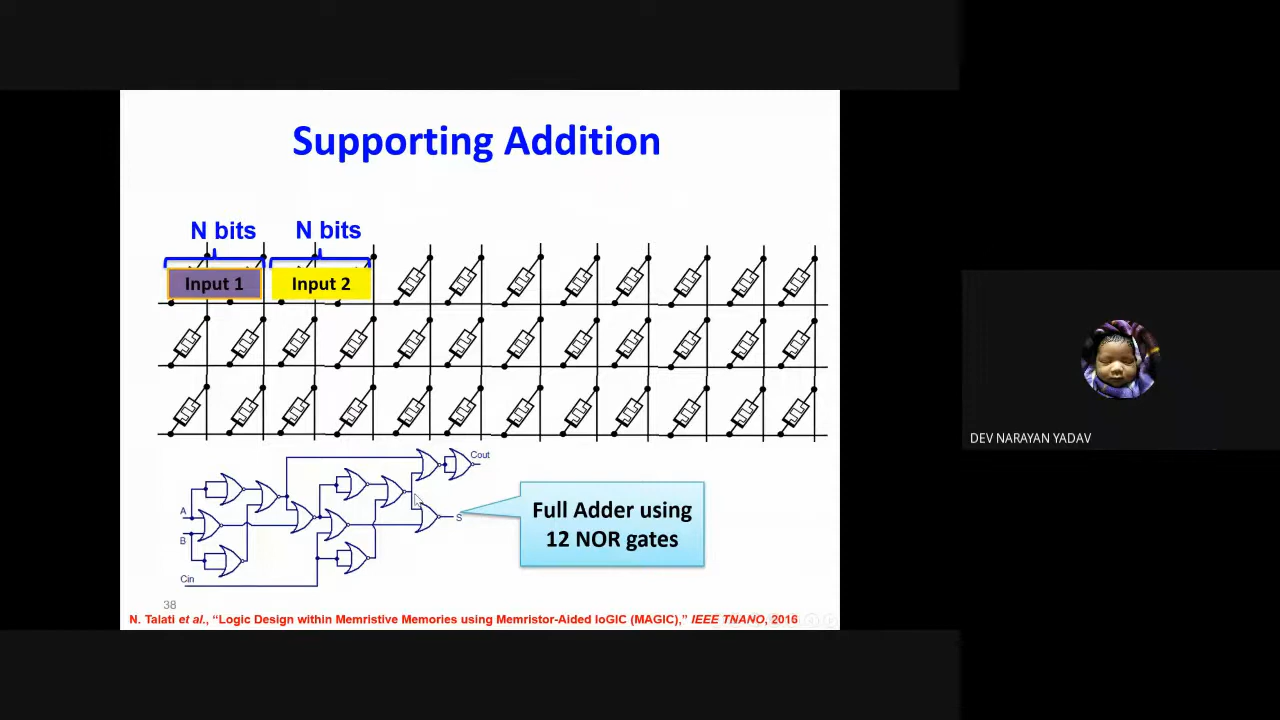 Supporting Addition
N bits N bits
Input 1 Input 2
Cout
A
B
S
Cin
Full Adder using
12 NOR gates
38
N. Talati et al., “Logic Design within Memristive Memories using Memristor-Aided loGIC (MAGIC),” IEEE TNANO, 2016
DEV NARAYAN YADAV